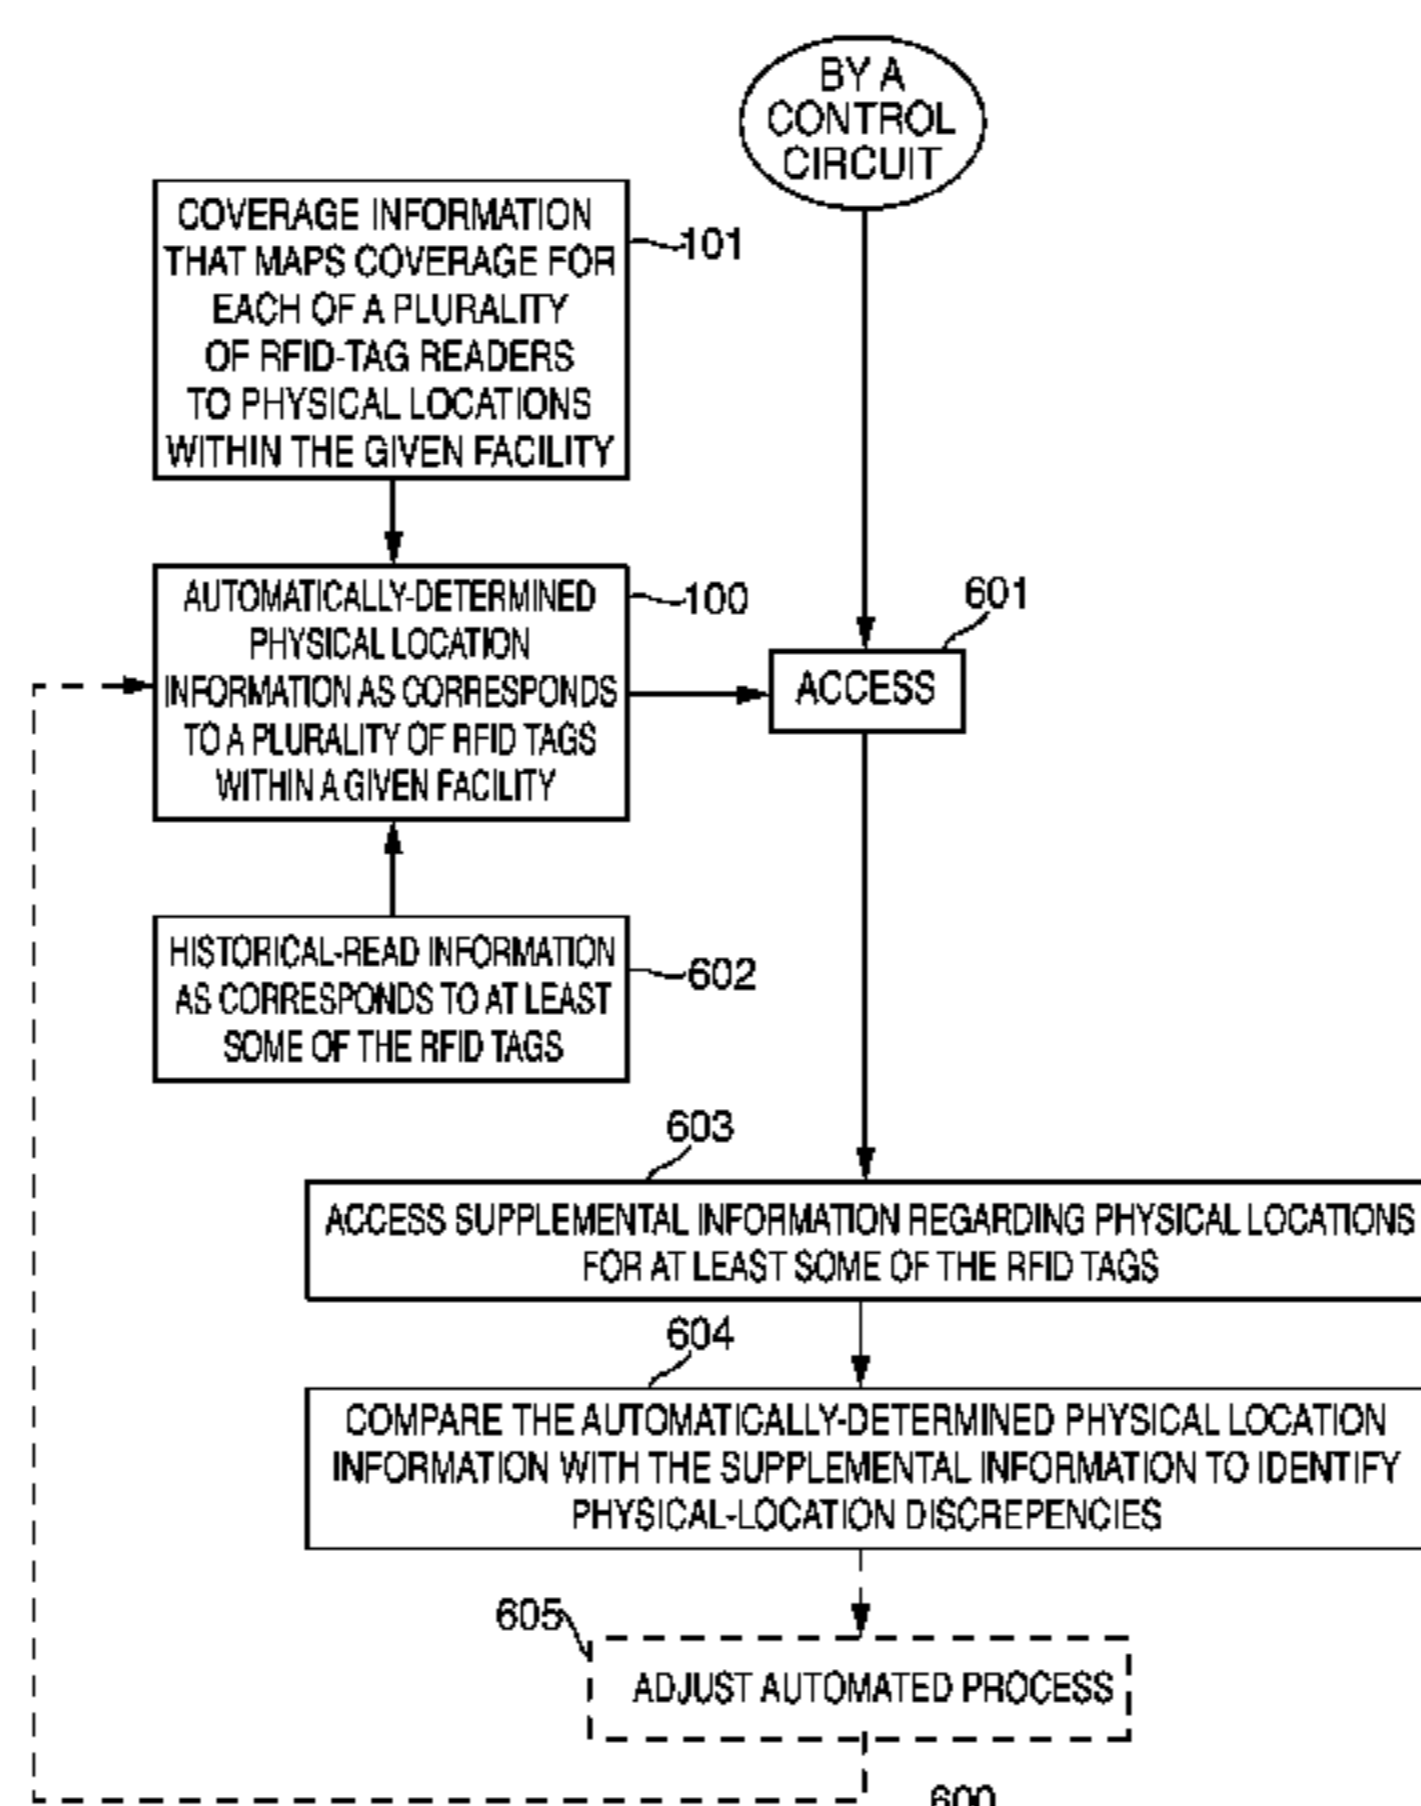 BY A
CONTROL
CIRCUIT
COVERAGE INFORMATION
THAT MAPS COVERAGE FOR
EACH OF A PLURALITY
OF RFID-TAG READERS
TO PHYSICAL LOCATIONS
WITHIN THE GIVEN FACILITY
101
AUTOMATICALLY-DETERMINED
PHYSICAL LOCATION
INFORMATION AS CORRESPONDS
TO A PLURALITY OF RFID TAGS
WITHIN A GIVEN FACILITY
100
601
ACCESS
HISTORICAL-READ INFORMATION
AS CORRESPONDS TO AT LEAST
SOME OF THE RFID TAGS
602
603
ACCESS SUPPLEMENTAL INFORMATION REGARDING PHYSICAL LOCATIONS
FOR AT LEAST SOME OF THE RFID TAGS
604
COMPARE THE AUTOMATICALLY-DETERMINED PHYSICAL LOCATION
INFORMATION WITH THE SUPPLEMENTAL INFORMATION TO IDENTIFY
PHYSICAL-LOCATION DISCREPENCIES
605
ADJUST AUTOMATED PROCESS
600